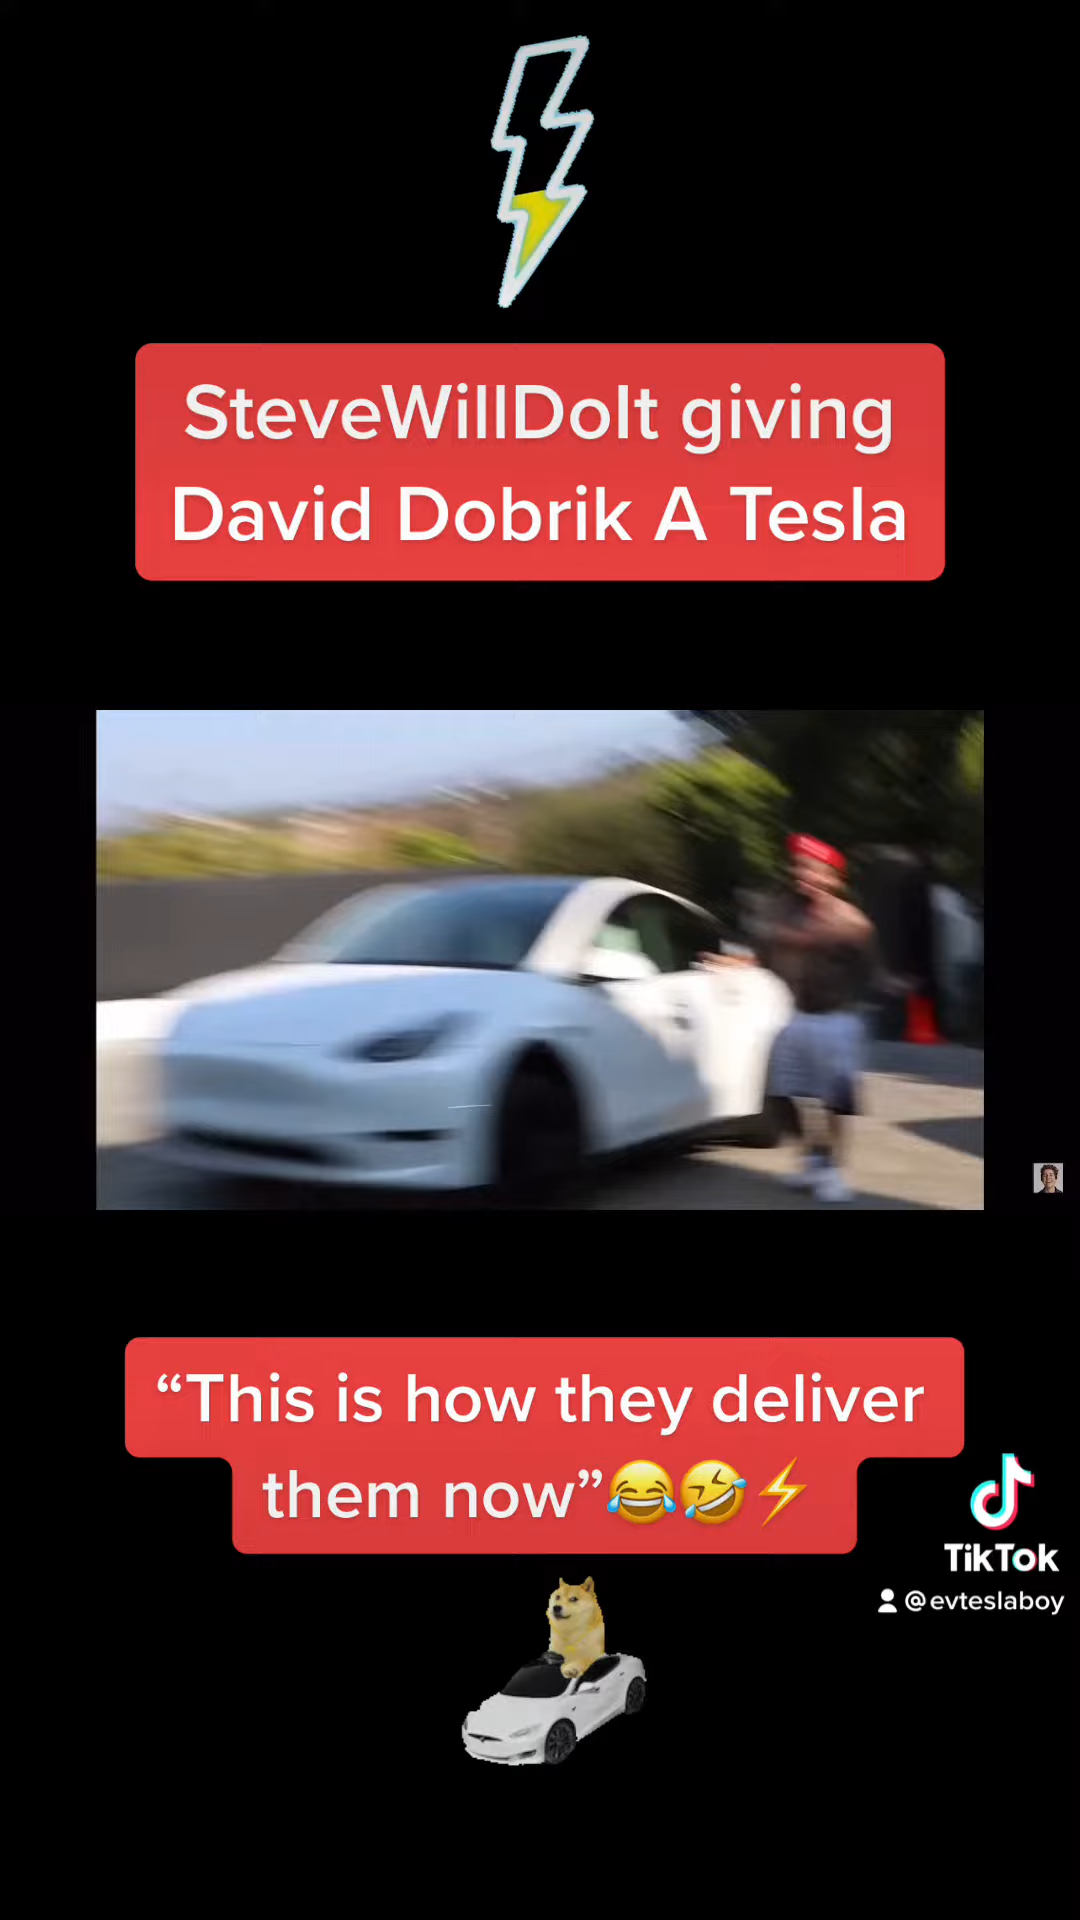 SteveWillDoIt giving
David Dobrik A Tesla
“This is how they deliver
them now”😂🤣⚡
TikTok
@evteslaboy